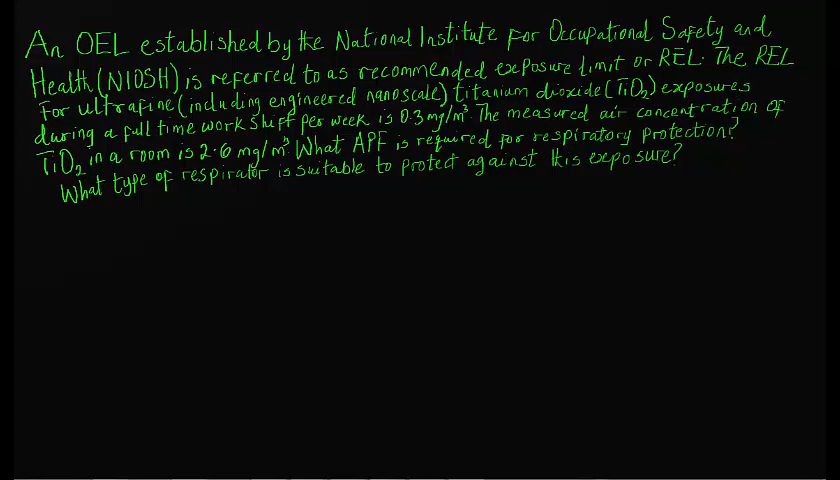 An OEL established by the National Institute for Occupational Safety and
Health (NIOSH) is referred to as recommended exposure limit or REL. The REL
for ultrafine (including engineered nanoscale) titanium dioxide (TiO2) exposures
during a full time work shift per week is 0.3 mg/m³. The measured air concentration of
TiO2 in a room is 2.6 mg/m³. What APF is required for respiratory protection?
What type of respirator is suitable to protect against this exposure?